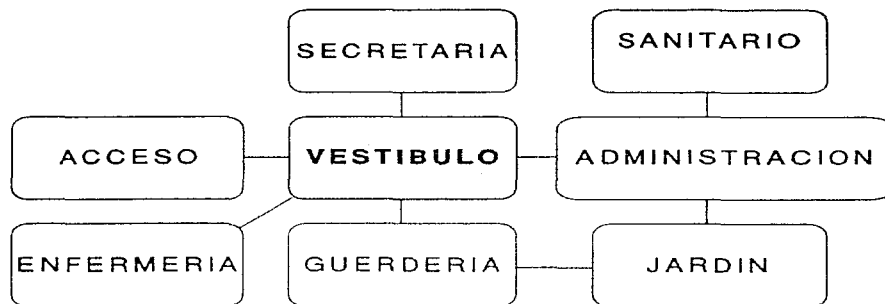 SECRETARIA
SANITARIO
ACCESO
VESTIBULO
ADMINISTRACION
ENFERMERIA
GUERDERIA
JARDIN